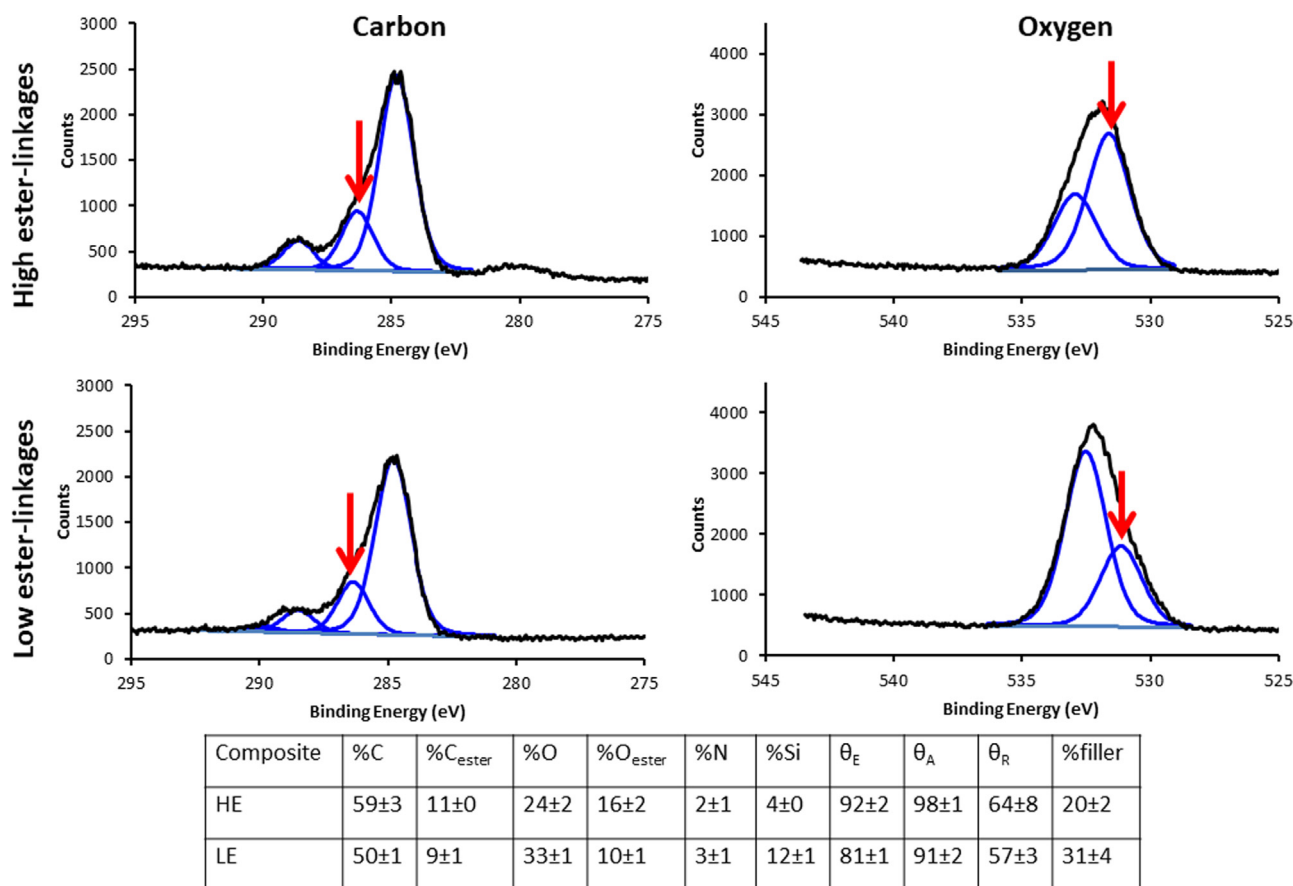 Carbon
Oxygen
High ester-linkages
Counts
3000
2500
2000
1500
1000
500
0
295
290
285
280
275
Binding Energy (eV)
Counts
4000
3000
2000
1000
0
545
535
530
525
Binding Energy (eV)
Low ester-linkages
Counts
3000
2500
2000
1500
1000
500
0
295
290
285
280
275
Binding Energy (eV)
Counts
4000
3000
2000
1000
0
545
535
530
525
Binding Energy (eV)
Composite %C %Cester %O %Oester %N %Si θE θA θR %filler
HE 59±3 11±0 24±2 16±2 2±1 4±0 92±2 98±1 64±8 20±2
LE 50±1 9±1 33±1 10±1 3±1 12±1 81±1 91±2 57±3 31±4